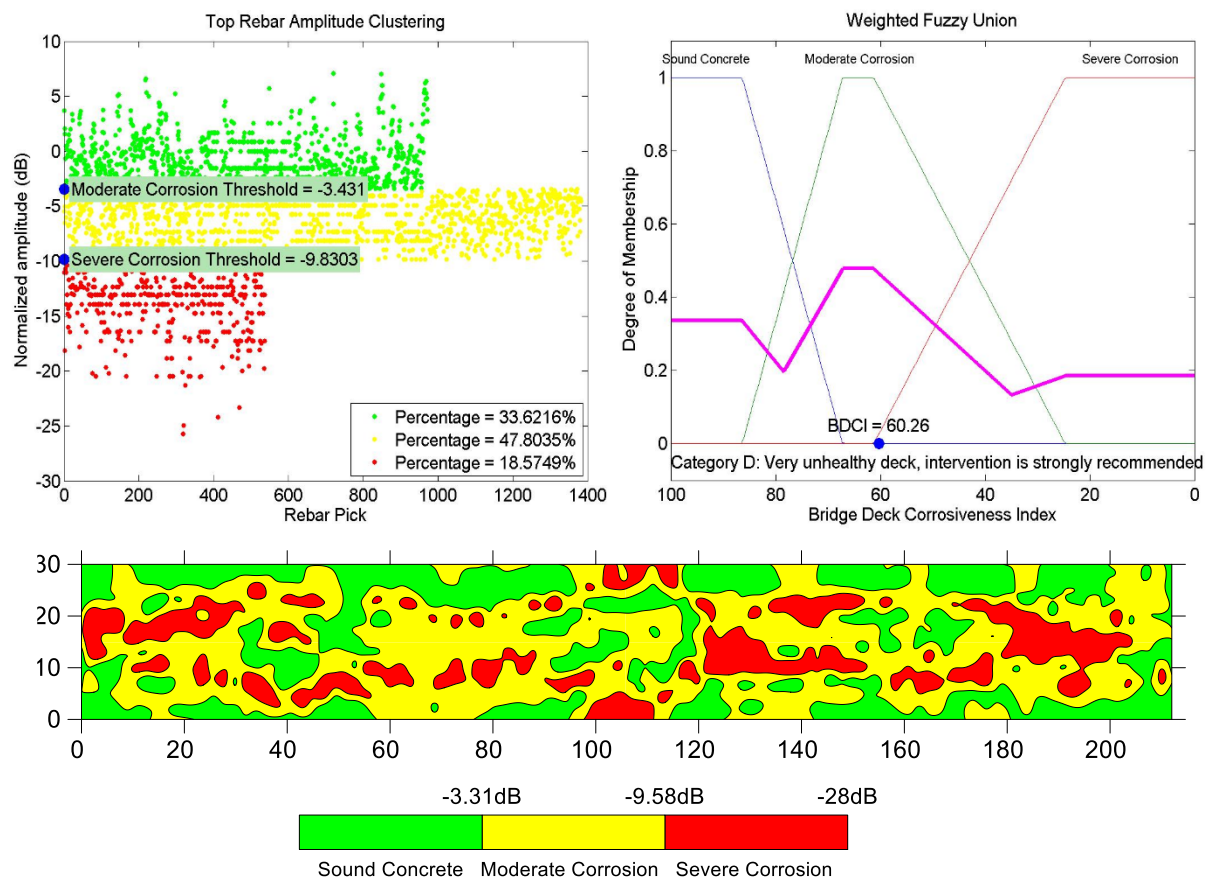 Top Rebar Amplitude Clustering
10
5
0
-5
-10
-15
-20
-25
-30
Normalized amplitude (dB)
Moderate Corrosion Threshold = -3.431
Severe Corrosion Threshold = -9.8303
Percentage = 33.6216%
Percentage = 47.8035%
Percentage = 18.5749%
0 200 400 600 800 1000 1200 1400
Rebar Pick
Weighted Fuzzy Union
Sound Concrete Moderate Corrosion Severe Corrosion
1
0.8
0.6
0.4
0.2
0
Degree of Membership
BDCI = 60.26
Category D: Very unhealthy deck, intervention is strongly recommended
100 80 60 40 20 0
Bridge Deck Corrosiveness Index
30
20
10
0
0 20 40 60 80 100 120 140 160 180 200
-3.31dB -9.58dB -28dB
Sound Concrete Moderate Corrosion Severe Corrosion